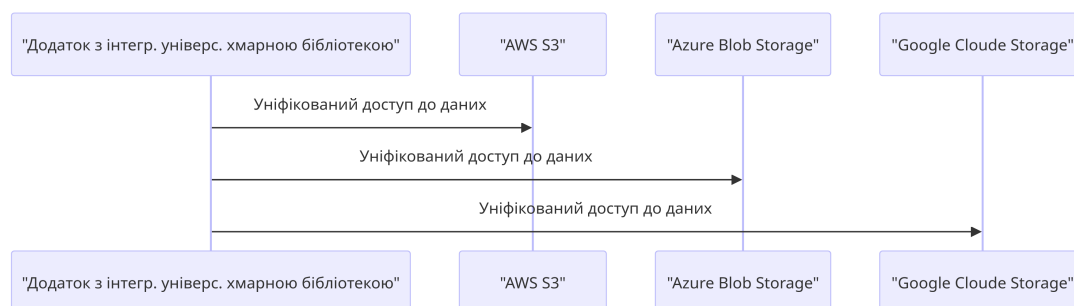 "Додаток з інтегр. універс. хмарною бібліотекою"
"AWS S3"
"Azure Blob Storage"
"Google Cloude Storage"
Уніфікований доступ до даних
Уніфікований доступ до даних
Уніфікований доступ до даних
"Додаток з інтегр. універс. хмарною бібліотекою"
"AWS S3"
"Azure Blob Storage"
"Google Cloude Storage"